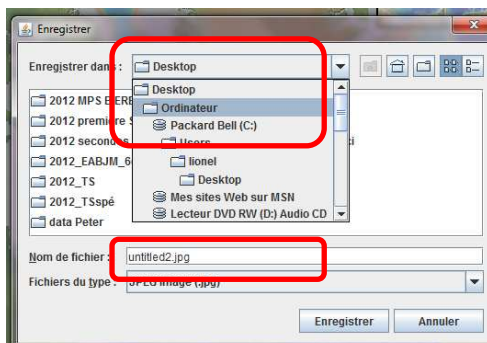 Enregistrer
Enregistrer dans : Desktop
Desktop
Ordinateur
Packard Bell (C:)
Users
lionel
Desktop
Mes sites Web sur MSN
Lecteur DVD RW (D:) Audio CD
2012 MPS
2012 première
2012 secondes
2012_EABJM_6
2012_TS
2012_TSspé
data Peter
Nom de fichier : untitled2.jpg
Fichiers du type : JPEG Image (.jpg)
Enregistrer Annuler